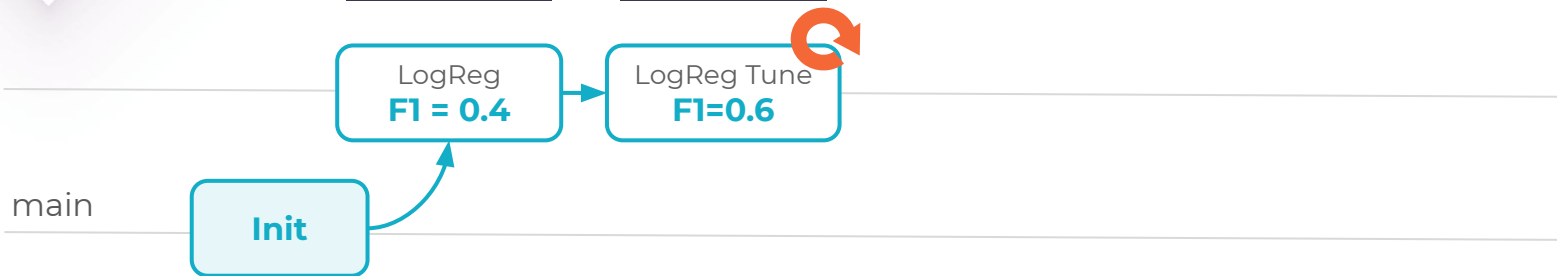 LogReg
F1 = 0.4
LogReg Tune
F1=0.6
main
Init